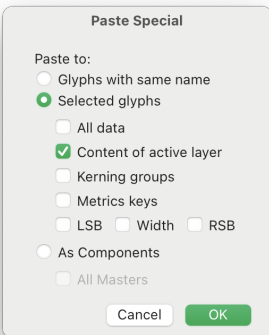 Paste Special
Paste to:
Glyphs with same name
Selected glyphs
All data
Content of active layer
Kerning groups
Metrics keys
LSB Width RSB
As Components
All Masters
Cancel OK